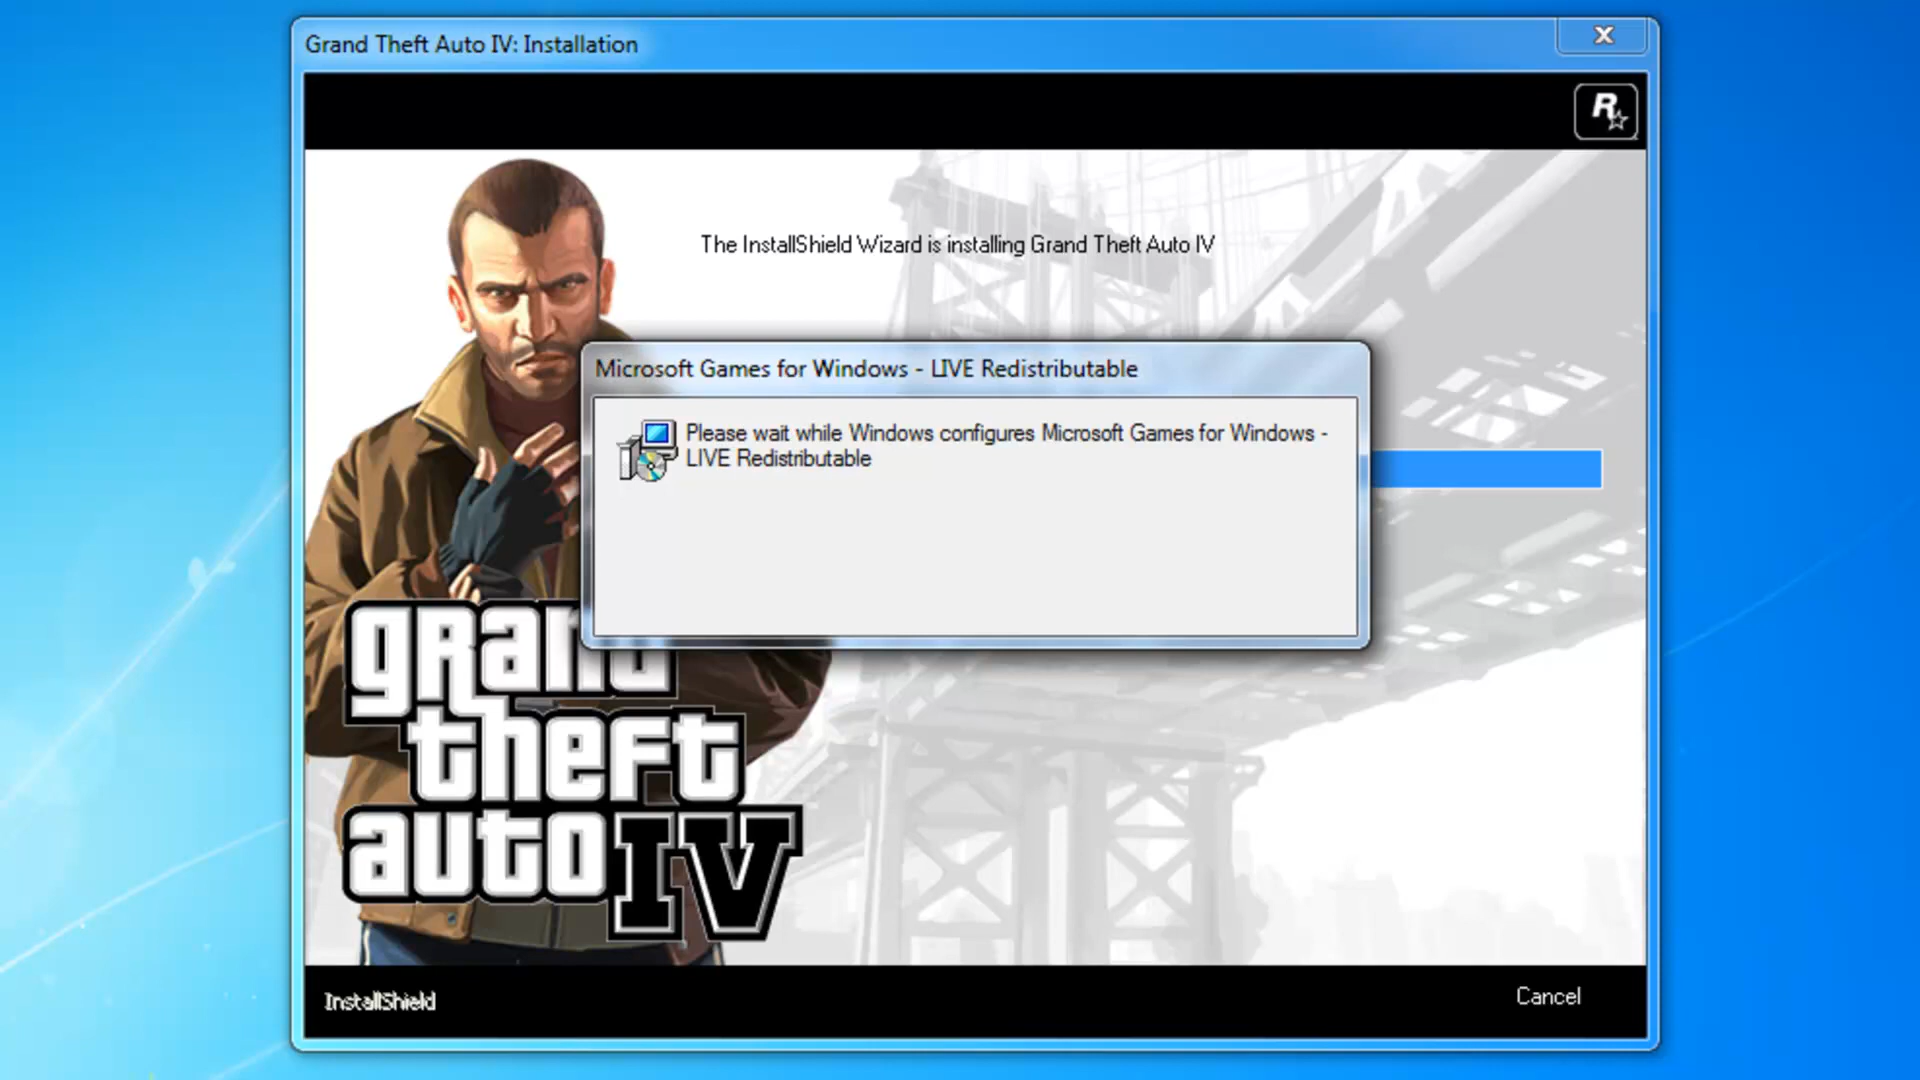 Grand Theft Auto IV: Installation
R
The InstallShield Wizard is installing Grand Theft Auto IV
Microsoft Games for Windows - LIVE Redistributable
Please wait while Windows configures Microsoft Games for Windows -
LIVE Redistributable
grand
theft
auto IV
InstallShield
Cancel